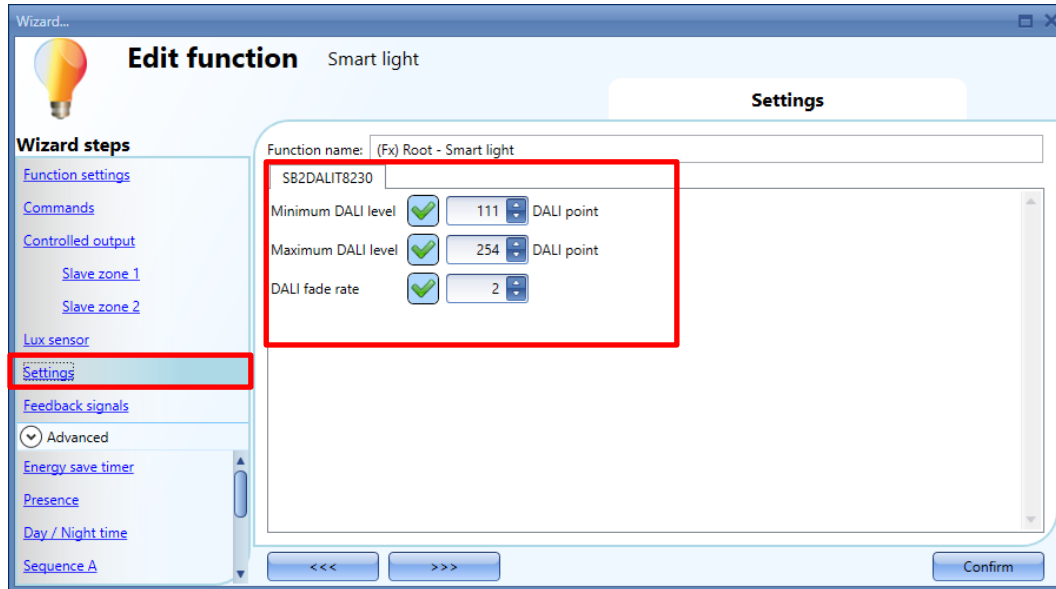 Wizard...
Edit function Smart light
Settings
Wizard steps
Function settings
Commands
Controlled output
Slave zone 1
Slave zone 2
Lux sensor
Settings
Feedback signals
Advanced
Energy save timer
Presence
Day / Night time
Sequence A
Function name: (Fx) Root - Smart light
SB2DALIT8230
Minimum DALI level 111 DALI point
Maximum DALI level 254 DALI point
DALI fade rate 2
<<< >>> Confirm